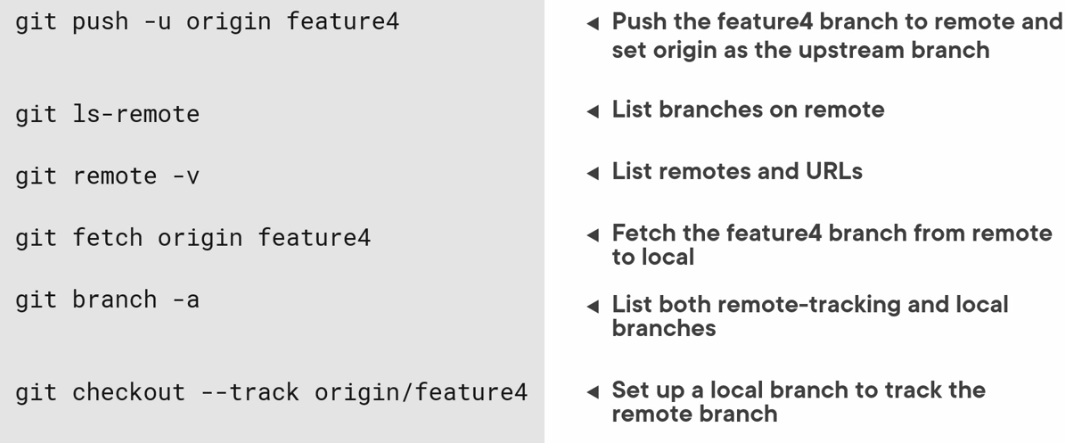 git push -u origin feature4
◄ Push the feature4 branch to remote and
set origin as the upstream branch
git ls-remote
◄ List branches on remote
git remote -v
◄ List remotes and URLs
git fetch origin feature4
◄ Fetch the feature4 branch from remote
to local
git branch -a
◄ List both remote-tracking and local
branches
git checkout --track origin/feature4
◄ Set up a local branch to track the
remote branch